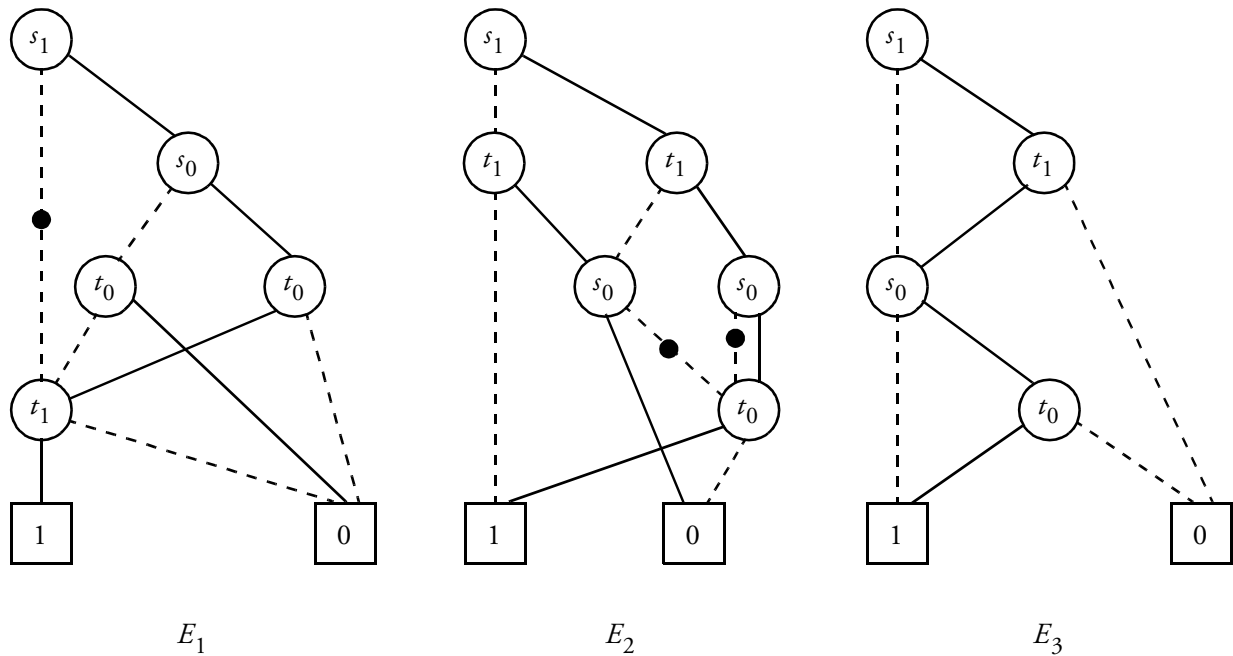 s₁ s₁ s₁
s₀ t₁ t₁ t₁
t₀ t₀ s₀ s₀ s₀
t₁ t₀ t₀
1 0 1 0 1 0
E₁ E₂ E₃